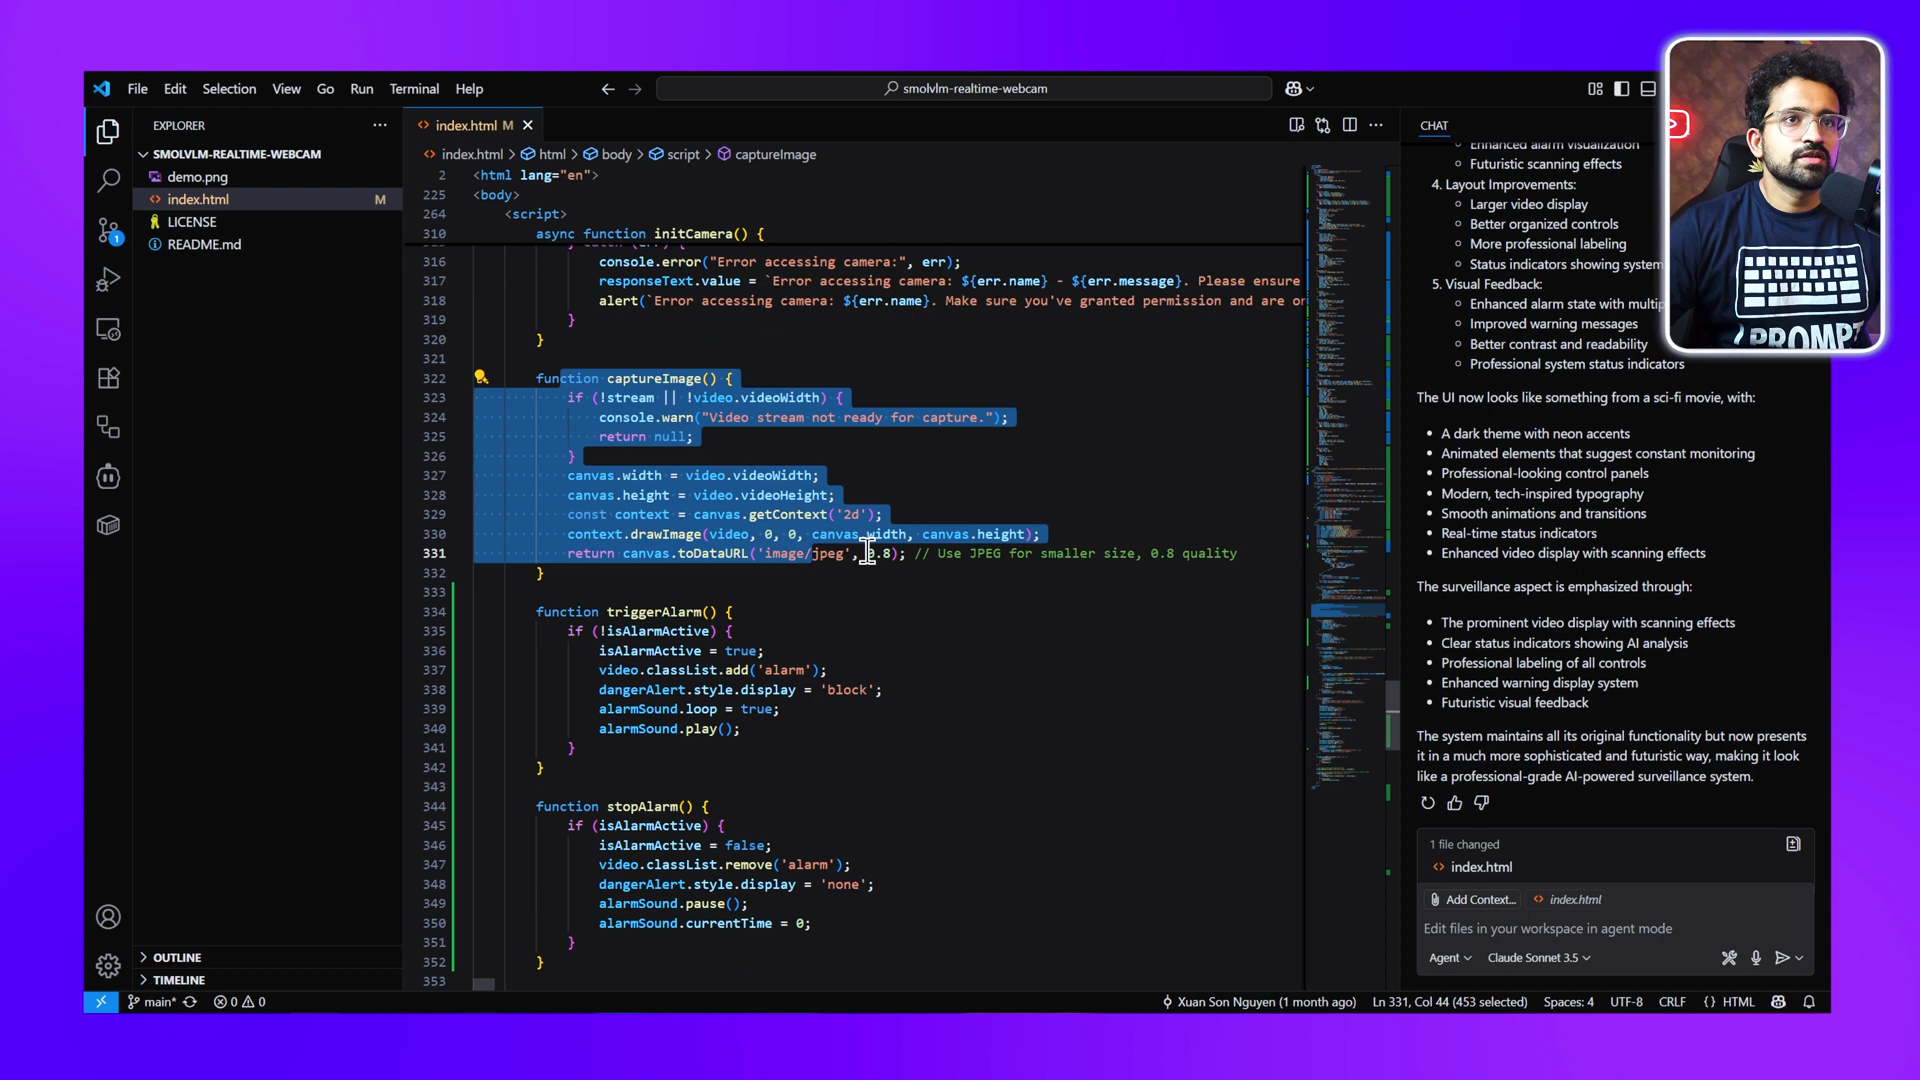 File Edit Selection View Go Run Terminal Help
smolvlm-realtime-webcam
EXPLORER
SMOLVLM-REALTIME-WEBCAM
demo.png
index.html M
LICENSE
README.md
OUTLINE
TIMELINE
index.html M
index.html > html > body > script > captureImage
2 <html lang="en">
225 <body>
264 <script>
310 async function initCamera() {
316 console.error("Error accessing camera:", err);
317 responseText.value = `Error accessing camera: ${err.name} - ${err.message}. Please ensure
318 alert(`Error accessing camera: ${err.name}. Make sure you've granted permission and are or
319 }
320 }
321
322 function captureImage() {
323 if (!stream || !video.videoWidth) {
324 console.warn("Video stream not ready for capture.");
325 return null;
326 }
327 canvas.width = video.videoWidth;
328 canvas.height = video.videoHeight;
329 const context = canvas.getContext('2d');
330 context.drawImage(video, 0, 0, canvas.width, canvas.height);
331 return canvas.toDataURL('image/jpeg', 0.8); // Use JPEG for smaller size, 0.8 quality
332 }
333
334 function triggerAlarm() {
335 if (!isAlarmActive) {
336 isAlarmActive = true;
337 video.classList.add('alarm');
338 dangerAlert.style.display = 'block';
339 alarmSound.loop = true;
340 alarmSound.play();
341 }
342 }
343
344 function stopAlarm() {
345 if (isAlarmActive) {
346 isAlarmActive = false;
347 video.classList.remove('alarm');
348 dangerAlert.style.display = 'none';
349 alarmSound.pause();
350 alarmSound.currentTime = 0;
351 }
352 }
353
CHAT
Enhanced alarm visualization
Futuristic scanning effects
4. Layout Improvements:
Larger video display
Better organized controls
More professional labeling
Status indicators showing system
5. Visual Feedback:
Enhanced alarm state with multip
Improved warning messages
Better contrast and readability
Professional system status indicators
The UI now looks like something from a sci-fi movie, with:
A dark theme with neon accents
Animated elements that suggest constant monitoring
Professional-looking control panels
Modern, tech-inspired typography
Smooth animations and transitions
Real-time status indicators
Enhanced video display with scanning effects
The surveillance aspect is emphasized through:
The prominent video display with scanning effects
Clear status indicators showing AI analysis
Professional labeling of all controls
Enhanced warning display system
Futuristic visual feedback
The system maintains all its original functionality but now presents
it in a much more sophisticated and futuristic way, making it look
like a professional-grade AI-powered surveillance system.
1 file changed
index.html
Add Context... index.html
Edit files in your workspace in agent mode
Agent Claude Sonnet 3.5
PROMPT
1
main* 0 0 Xuan Son Nguyen (1 month ago) Ln 331, Col 44 (453 selected) Spaces: 4 UTF-8 CRLF {} HTML